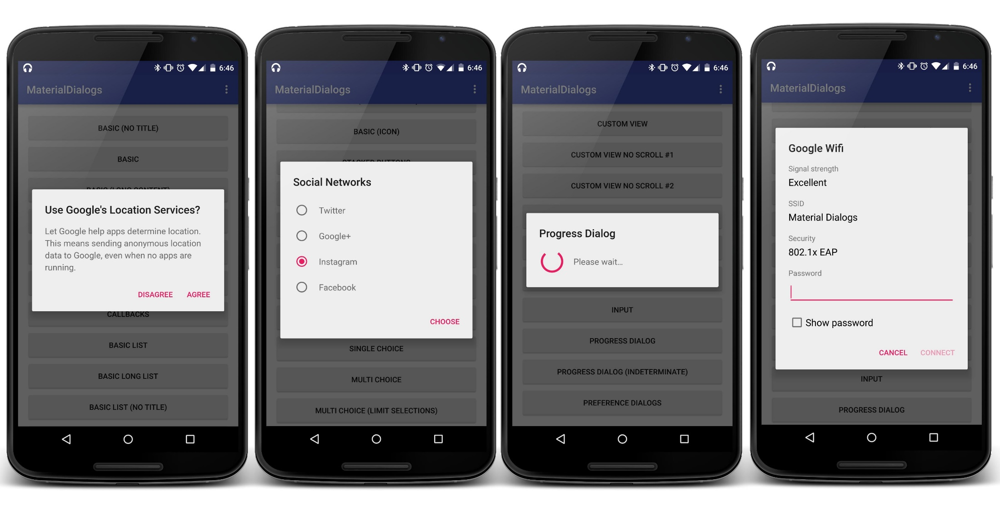 6:46
MaterialDialogs
BASIC (NO TITLE)
BASIC
BASIC (LONG CONTENT)
Use Google's Location Services?
Let Google help apps determine location.
This means sending anonymous location
data to Google, even when no apps are
running.
DISAGREE AGREE
CALLBACKS
BASIC LIST
BASIC LONG LIST
BASIC LIST (NO TITLE)
6:46
MaterialDialogs
BASIC (ICON)
STACKED BUTTONS
Social Networks
Twitter
Google+
Instagram
Facebook
CHOOSE
SINGLE CHOICE
MULTI CHOICE
MULTI CHOICE (LIMIT SELECTIONS)
6:46
MaterialDialogs
CUSTOM VIEW
CUSTOM VIEW NO SCROLL #1
CUSTOM VIEW NO SCROLL #2
Progress Dialog
Please wait...
INPUT
PROGRESS DIALOG
PROGRESS DIALOG (INDETERMINATE)
PREFERENCE DIALOGS
6:46
MaterialDialogs
Google Wifi
Signal strength
Excellent
SSID
Material Dialogs
Security
802.1x EAP
Password
Show password
CANCEL CONNECT
INPUT
PROGRESS DIALOG